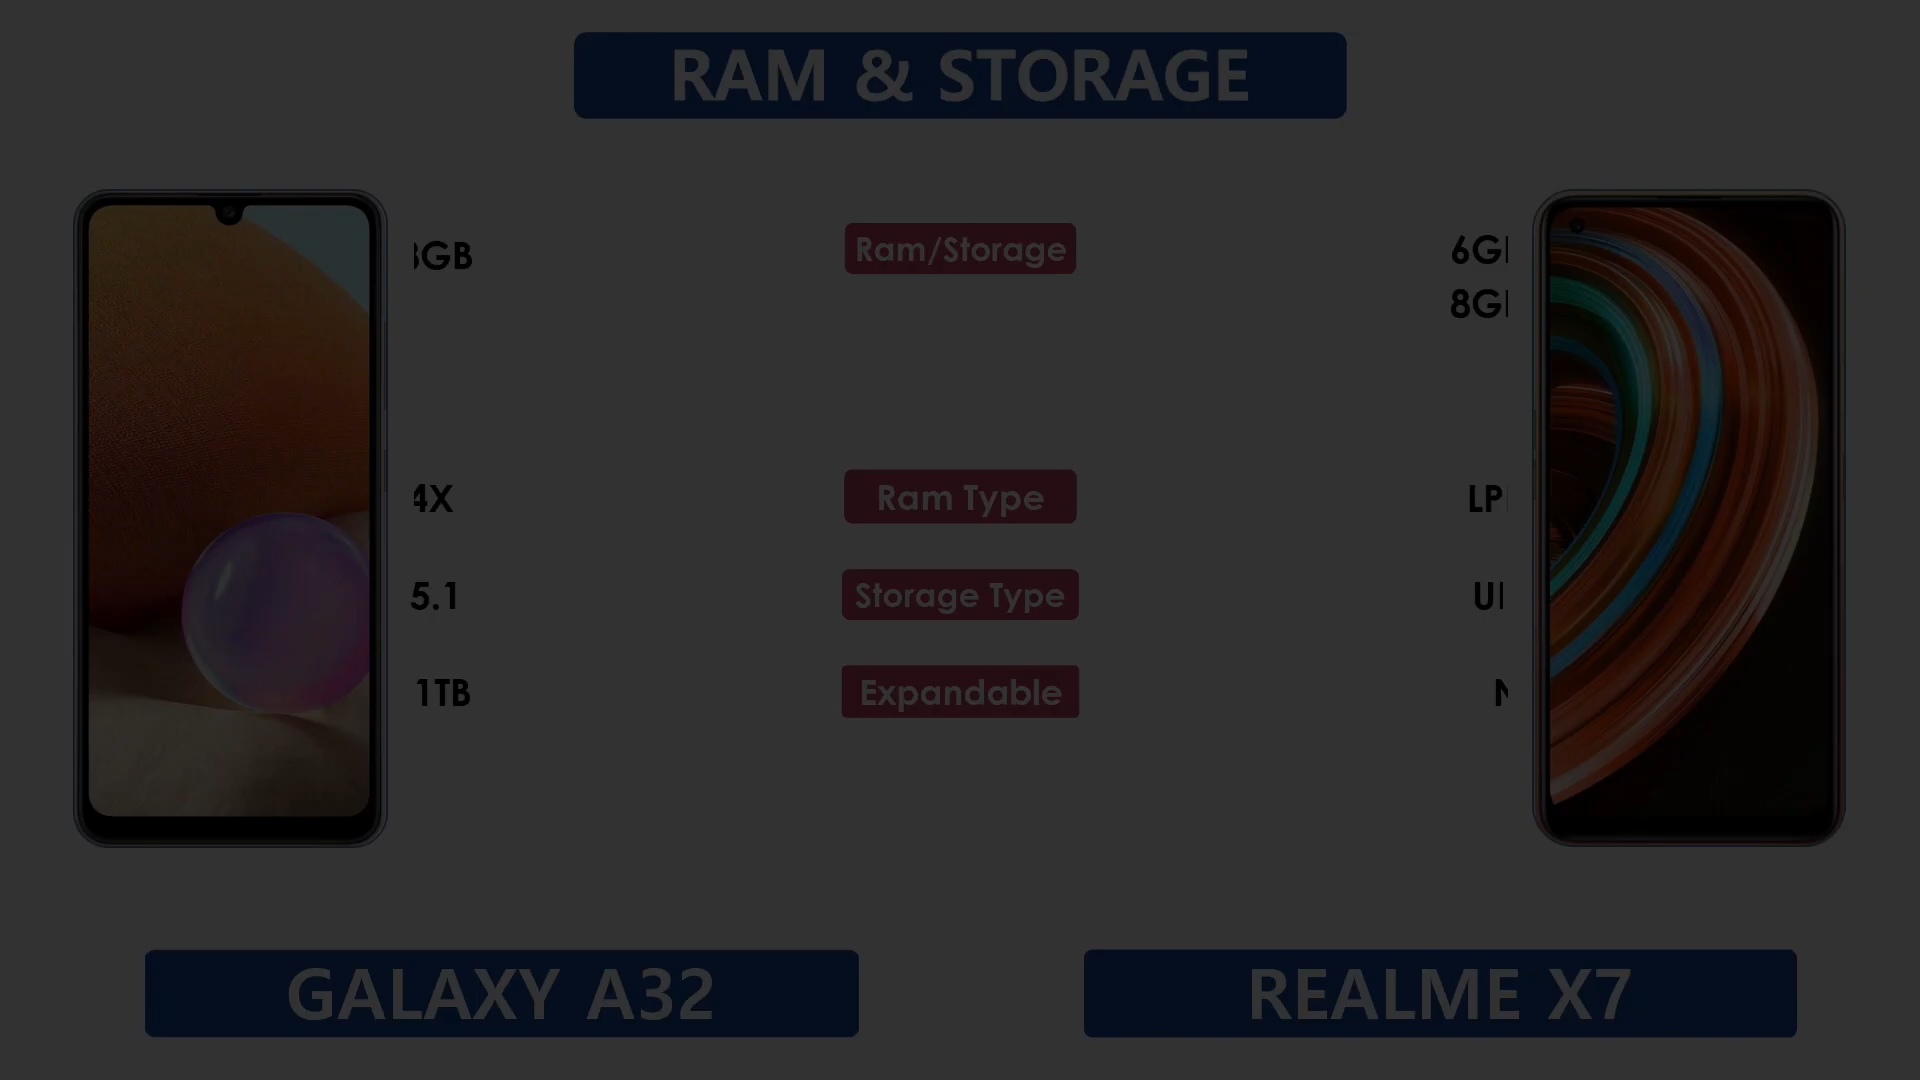 RAM & STORAGE
8GB Ram/Storage 6G
8G
4X Ram Type LP
5.1 Storage Type U
1TB Expandable N
GALAXY A32 REALME X7